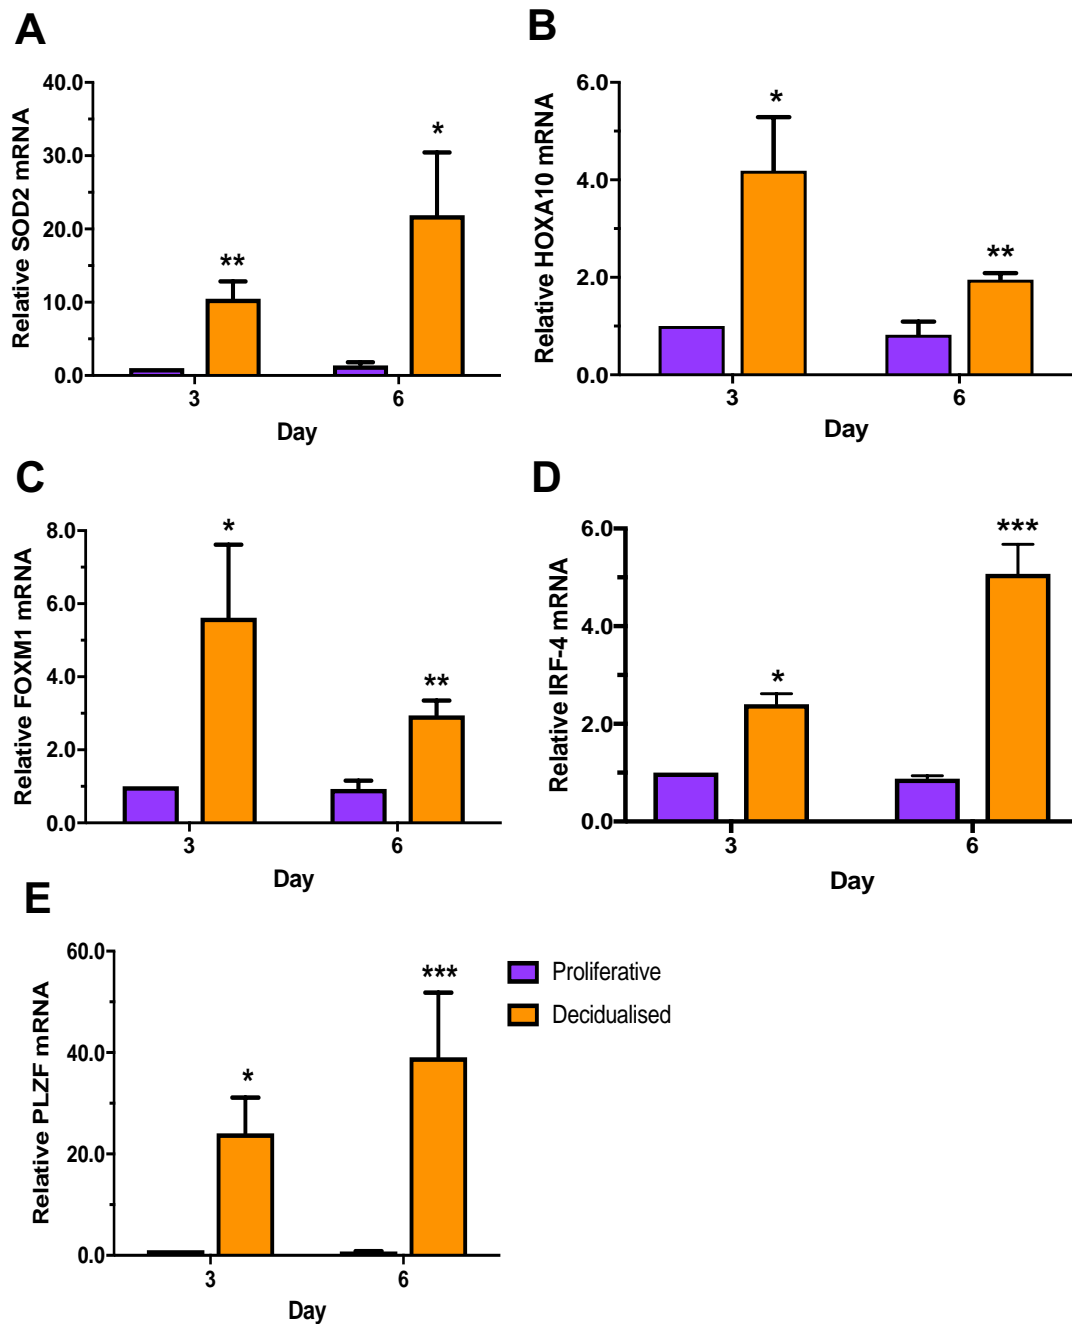 A
Relative SOD2 mRNA
40.0
30.0
20.0
10.0
0.0
**
*
3
6
Day
B
Relative HOXA10 mRNA
6.0
4.0
2.0
0.0
*
**
3
6
Day
C
Relative FOXM1 mRNA
8.0
6.0
4.0
2.0
0.0
*
**
3
6
Day
D
Relative IRF-4 mRNA
6.0
4.0
2.0
0.0
*
***
3
6
Day
E
Relative PLZF mRNA
60.0
40.0
20.0
0.0
*
***
3
6
Day
Proliferative
Decidualised